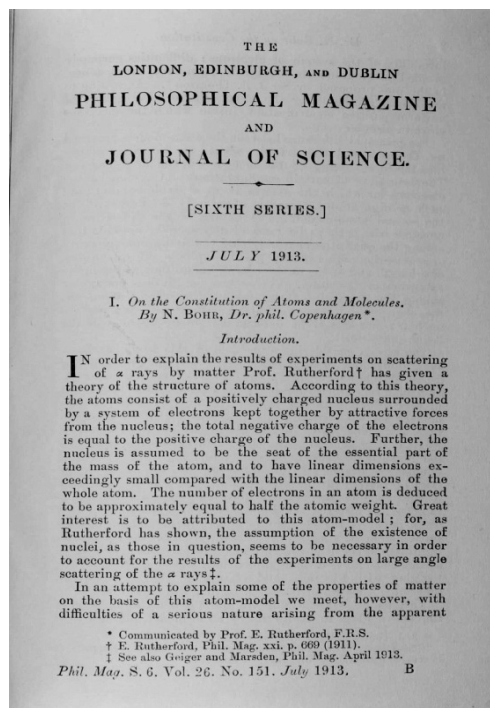 THE
LONDON, EDINBURGH, AND DUBLIN
PHILOSOPHICAL MAGAZINE
AND
JOURNAL OF SCIENCE.
[SIXTH SERIES.]
JULY 1913.
I. On the Constitution of Atoms and Molecules.
By N. BOHR, Dr. phil. Copenhagen*.
Introduction.
IN order to explain the results of experiments on scattering
of α rays by matter Prof. Rutherford† has given a
theory of the structure of atoms. According to this theory,
the atoms consist of a positively charged nucleus surrounded
by a system of electrons kept together by attractive forces
from the nucleus; the total negative charge of the electrons
is equal to the positive charge of the nucleus. Further, the
nucleus is assumed to be the seat of the essential part of
the mass of the atom, and to have linear dimensions ex-
ceedingly small compared with the linear dimensions of the
whole atom. The number of electrons in an atom is deduced
to be approximately equal to half the atomic weight. Great
interest is to be attributed to this atom-model; for, as
Rutherford has shown, the assumption of the existence of
nuclei, as those in question, seems to be necessary in order
to account for the results of the experiments on large angle
scattering of the α rays‡.
In an attempt to explain some of the properties of matter
on the basis of this atom-model we meet, however, with
difficulties of a serious nature arising from the apparent
* Communicated by Prof. E. Rutherford, F.R.S.
† E. Rutherford, Phil. Mag. xxi. p. 669 (1911).
‡ See also Geiger and Marsden, Phil. Mag. April 1913.
Phil. Mag. S. 6. Vol. 26. No. 151. July 1913. B